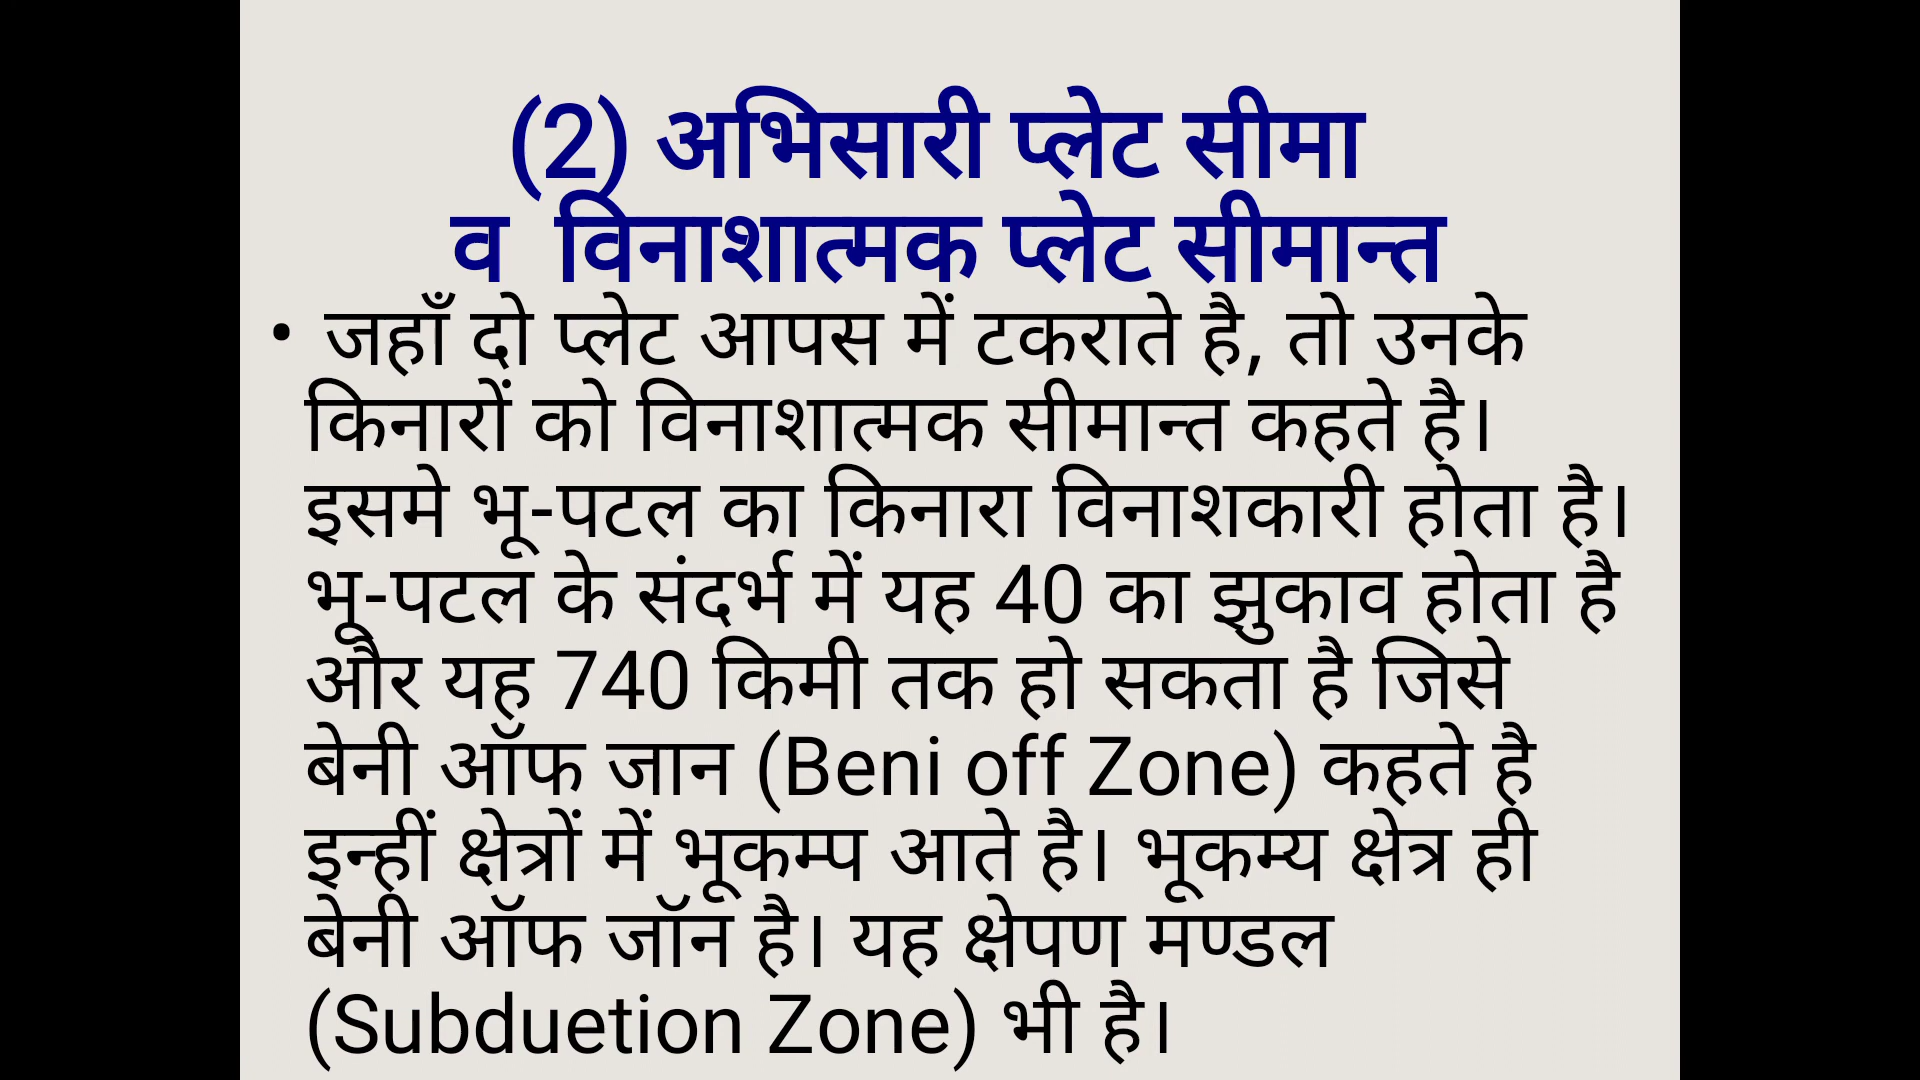 (2) अभिसारी प्लेट सीमा
व विनाशात्मक प्लेट सीमान्त
• जहाँ दो प्लेट आपस में टकराते है, तो उनके
किनारों को विनाशात्मक सीमान्त कहते है।
इसमे भू-पटल का किनारा विनाशकारी होता है।
भू-पटल के संदर्भ में यह 40 का झुकाव होता है
और यह 740 किमी तक हो सकता है जिसे
बेनी ऑफ जान (Beni off Zone) कहते है
इन्हीं क्षेत्रों में भूकम्प आते है। भूकम्य क्षेत्र ही
बेनी ऑफ जॉन है। यह क्षेपण मण्डल
(Subduetion Zone) भी है।